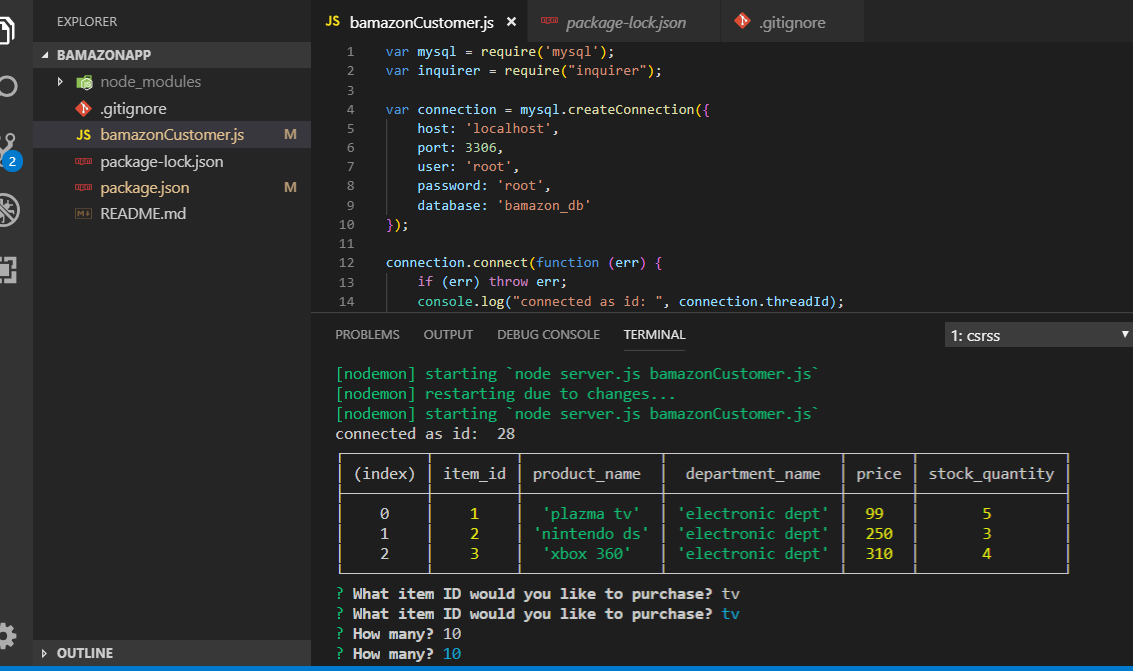 EXPLORER
BAMAZONAPP
node_modules
.gitignore
JS bamazonCustomer.js M
package-lock.json
package.json M
README.md
2
OUTLINE
JS bamazonCustomer.js × package-lock.json .gitignore
1 var mysql = require('mysql');
2 var inquirer = require("inquirer");
3
4 var connection = mysql.createConnection({
5 host: 'localhost',
6 port: 3306,
7 user: 'root',
8 password: 'root',
9 database: 'bamazon_db'
10 });
11
12 connection.connect(function (err) {
13 if (err) throw err;
14 console.log("connected as id: ", connection.threadId);
PROBLEMS OUTPUT DEBUG CONSOLE TERMINAL 1: csrss
[nodemon] starting `node server.js bamazonCustomer.js`
[nodemon] restarting due to changes...
[nodemon] starting `node server.js bamazonCustomer.js`
connected as id:  28
(index) item_id product_name department_name price stock_quantity
0 1 'plazma tv' 'electronic dept' 99 5
1 2 'nintendo ds' 'electronic dept' 250 3
2 3 'xbox 360' 'electronic dept' 310 4
? What item ID would you like to purchase? tv
? What item ID would you like to purchase? tv
? How many? 10
? How many? 10